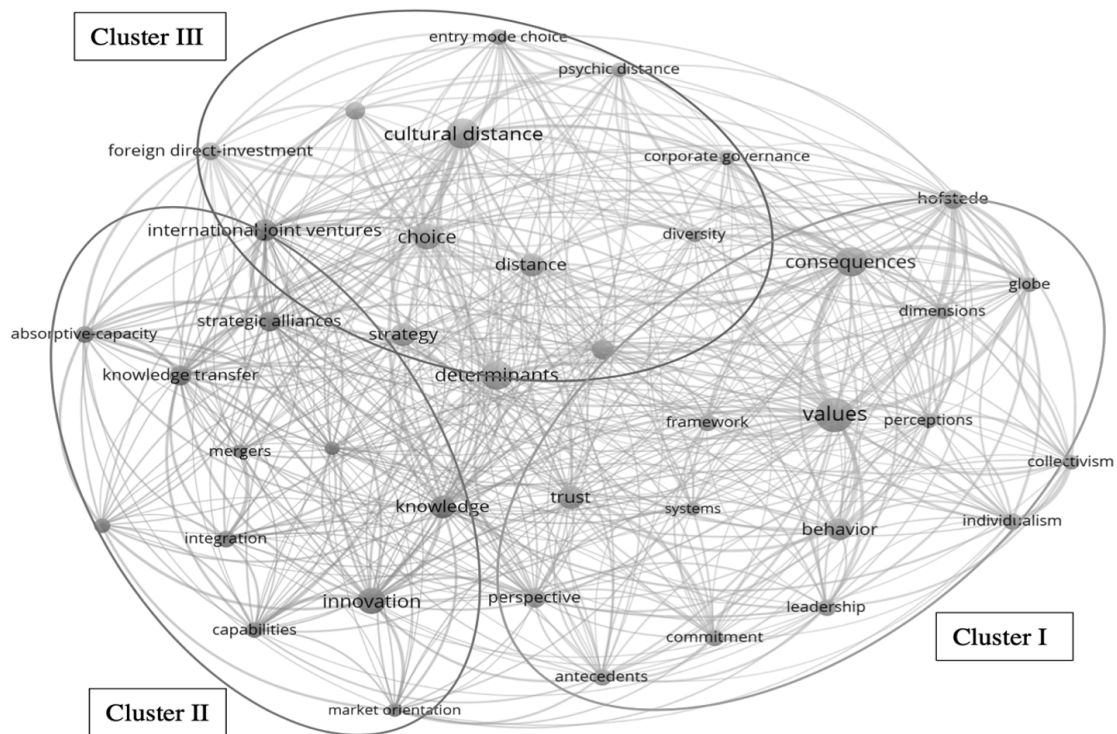 Cluster III
entry mode choice
psychic distance
cultural distance
foreign direct-investment
corporate governance
hofstede
international joint ventures
choice
diversity
distance
consequences
globe
dimensions
absorptive-capacity
strategic alliances
strategy
knowledge transfer
determinants
values
perceptions
framework
mergers
collectivism
knowledge
trust
systems
individualism
behavior
integration
innovation
perspective
leadership
capabilities
commitment
Cluster I
antecedents
Cluster II
market orientation